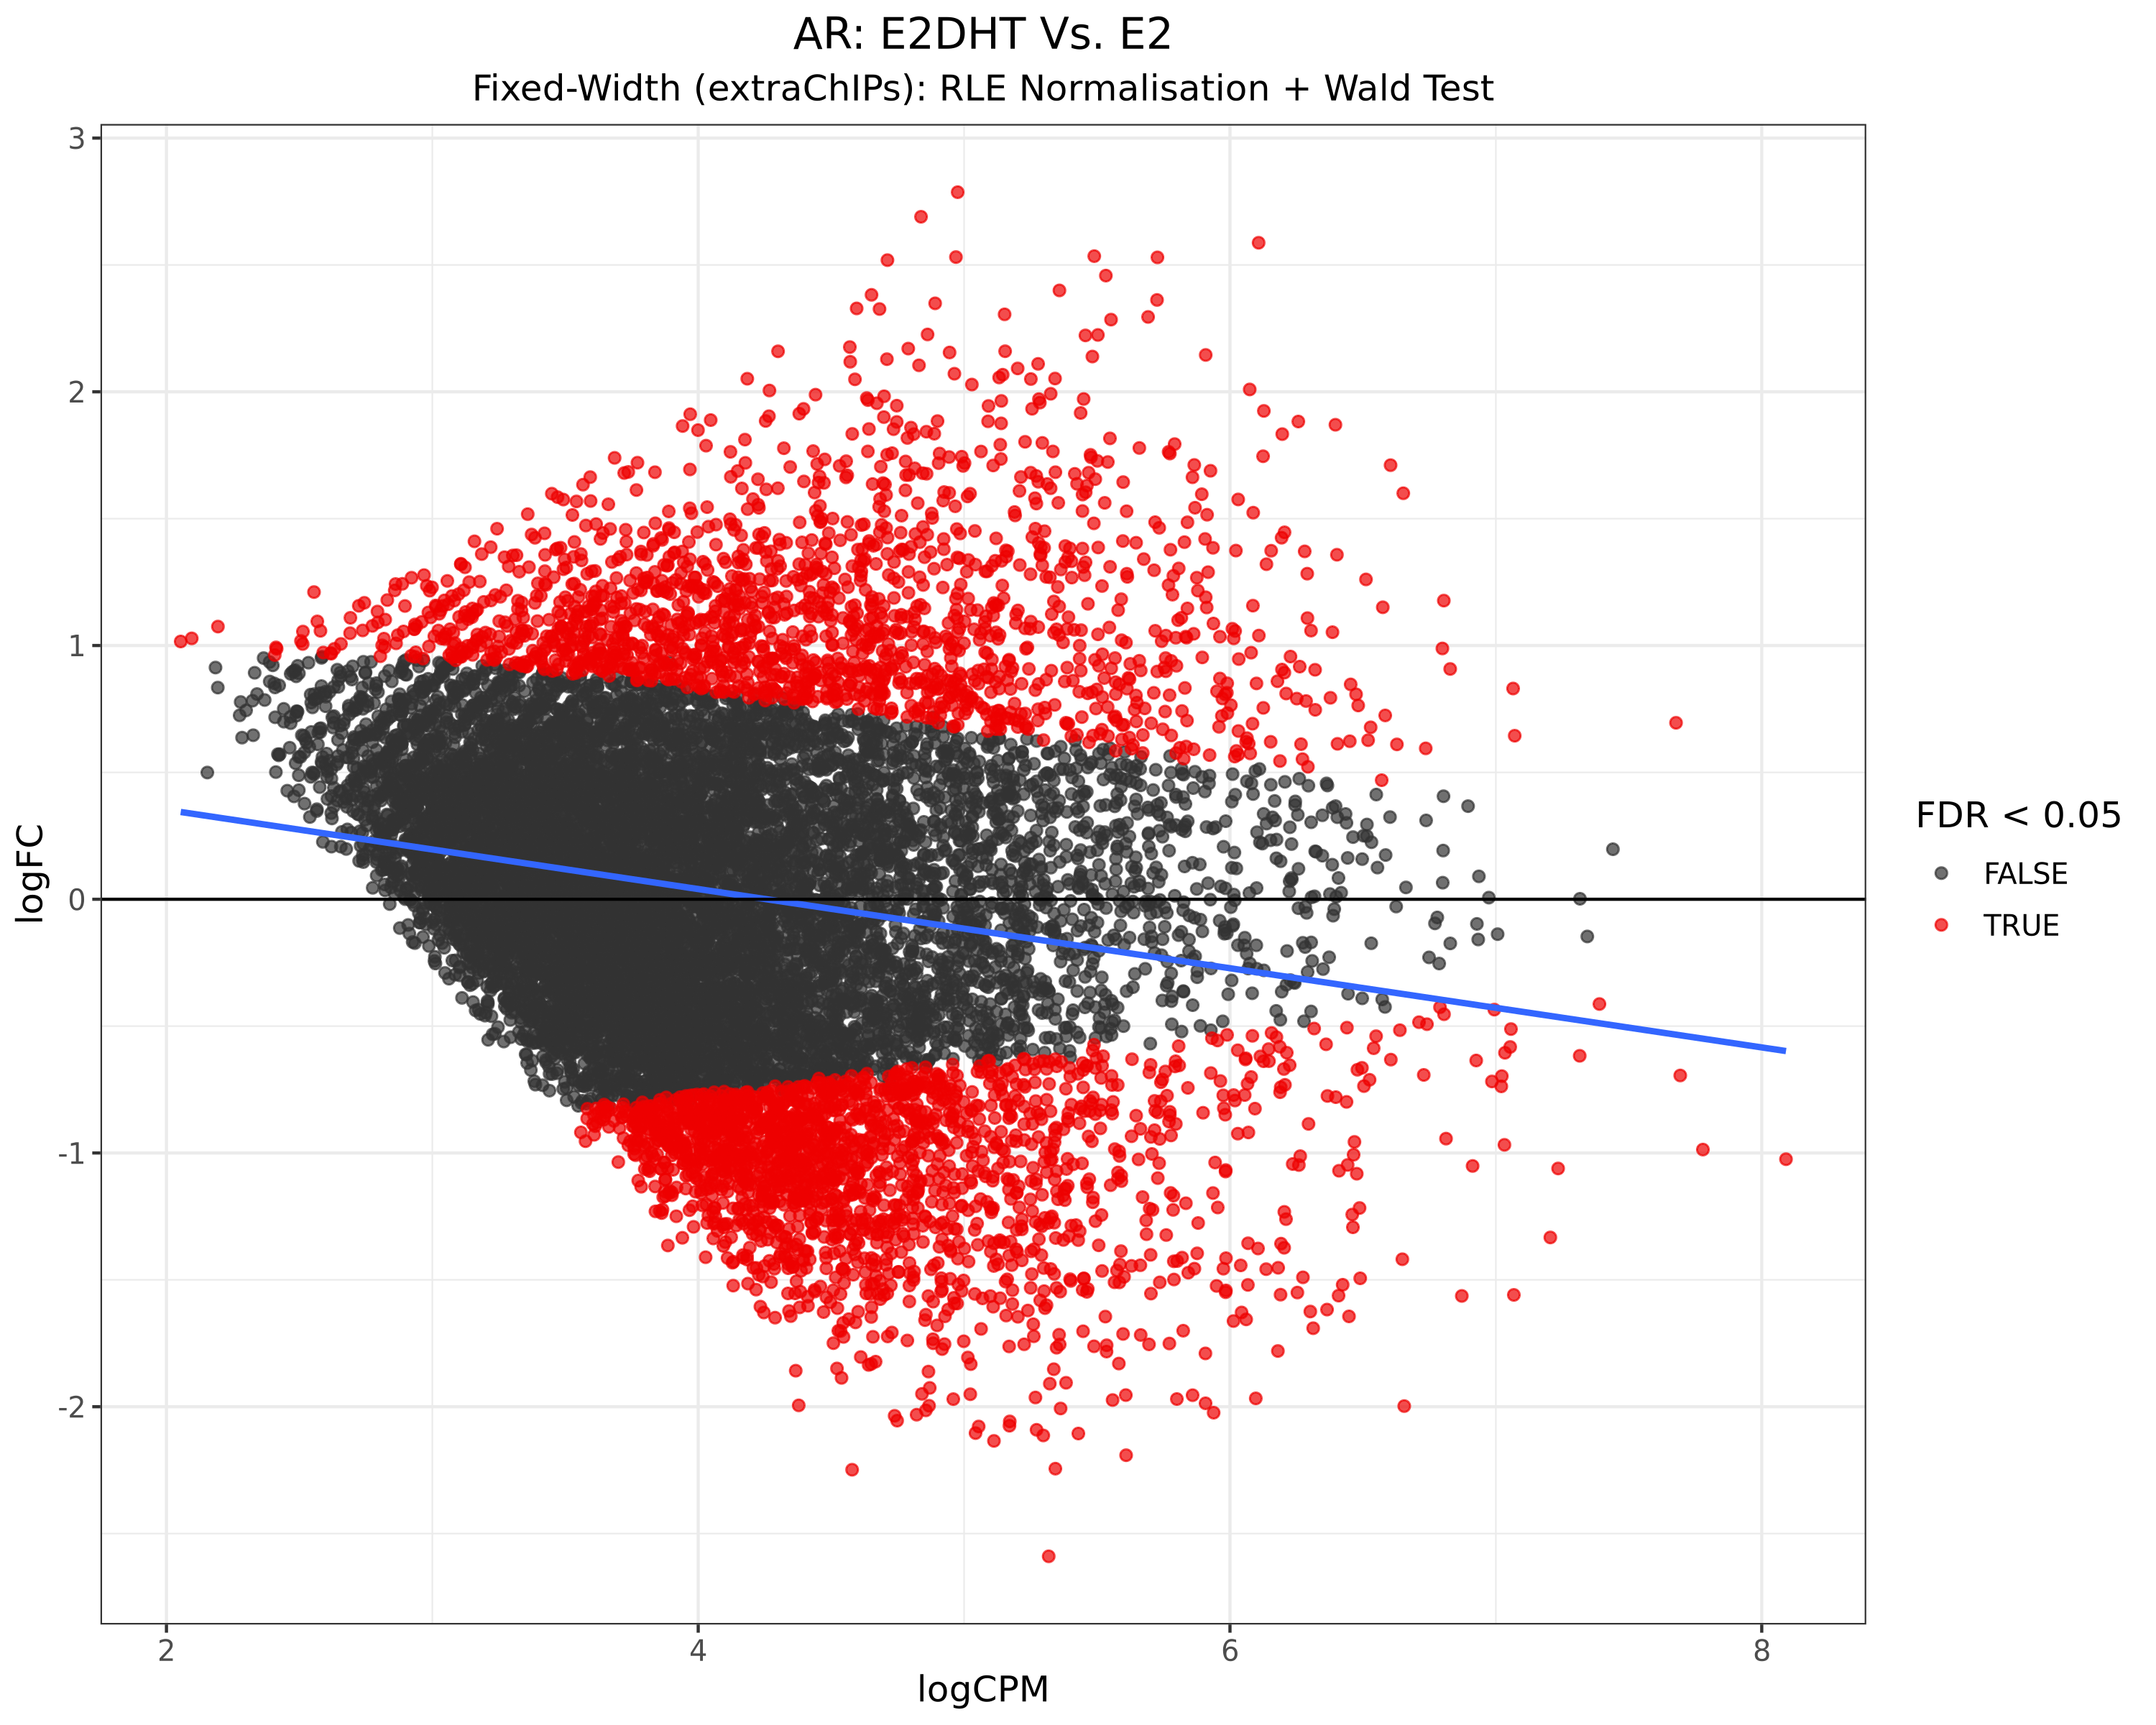 AR: E2DHT Vs. E2
Fixed-Width (extraChIPs): RLE Normalisation + Wald Test
3
2
1
0
-1
-2
logFC
2
4
6
8
logCPM
FDR < 0.05
FALSE
TRUE